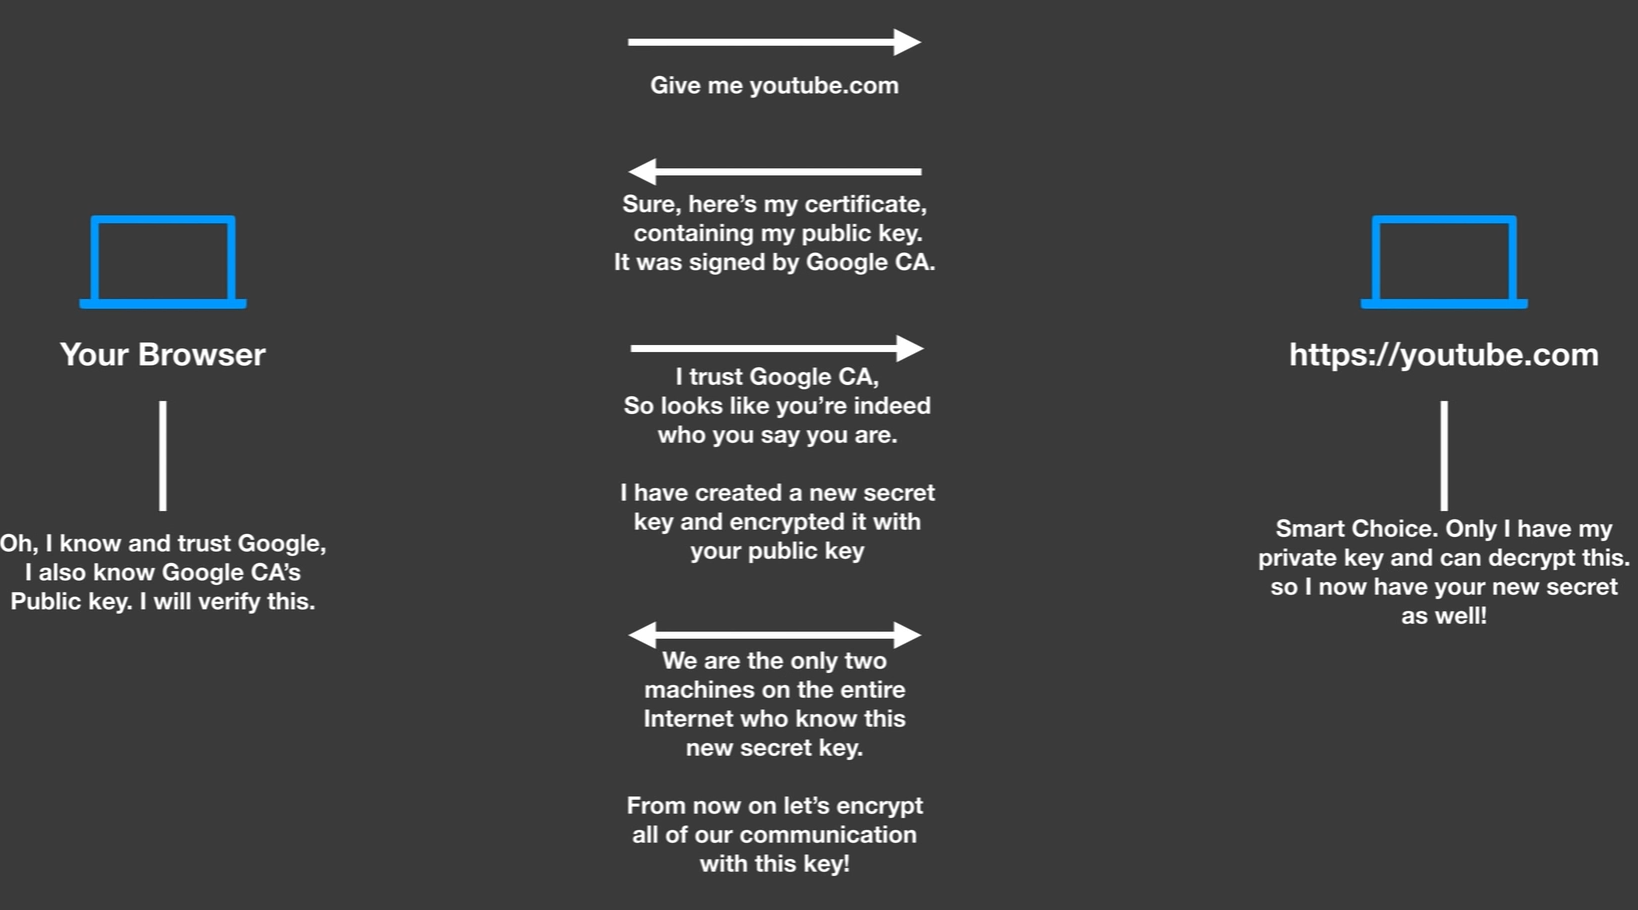 Give me youtube.com
Sure, here’s my certificate,
containing my public key.
It was signed by Google CA.
Your Browser
https://youtube.com
I trust Google CA,
So looks like you’re indeed
who you say you are.
I have created a new secret
key and encrypted it with
your public key
Oh, I know and trust Google,
I also know Google CA’s
Public key. I will verify this.
Smart Choice. Only I have my
private key and can decrypt this.
so I now have your new secret
as well!
We are the only two
machines on the entire
Internet who know this
new secret key.
From now on let’s encrypt
all of our communication
with this key!